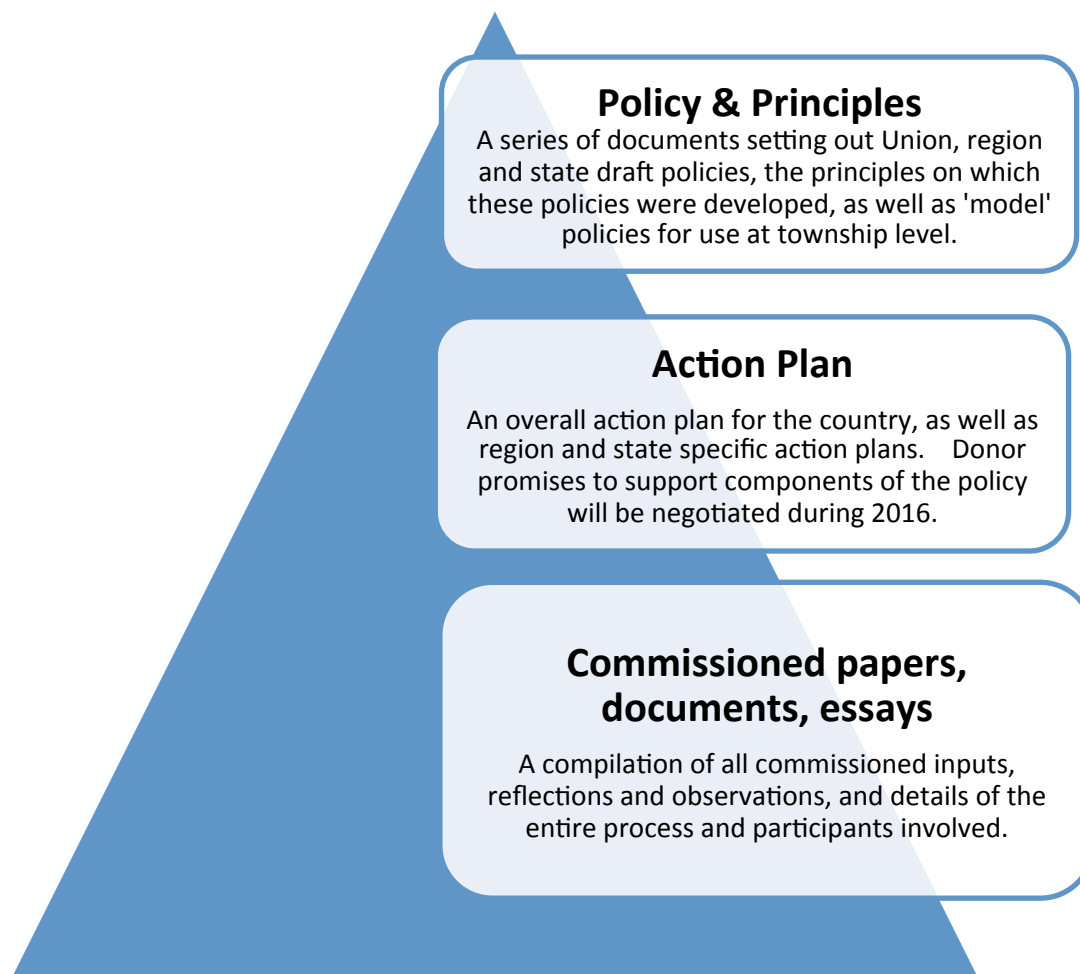 Policy & Principles
A series of documents setting out Union, region
and state draft policies, the principles on which
these policies were developed, as well as 'model'
policies for use at township level.
Action Plan
An overall action plan for the country, as well as
region and state specific action plans.    Donor
promises to support components of the policy
will be negotiated during 2016.
Commissioned papers,
documents, essays
A compilation of all commissioned inputs,
reflections and observations, and details of the
entire process and participants involved.